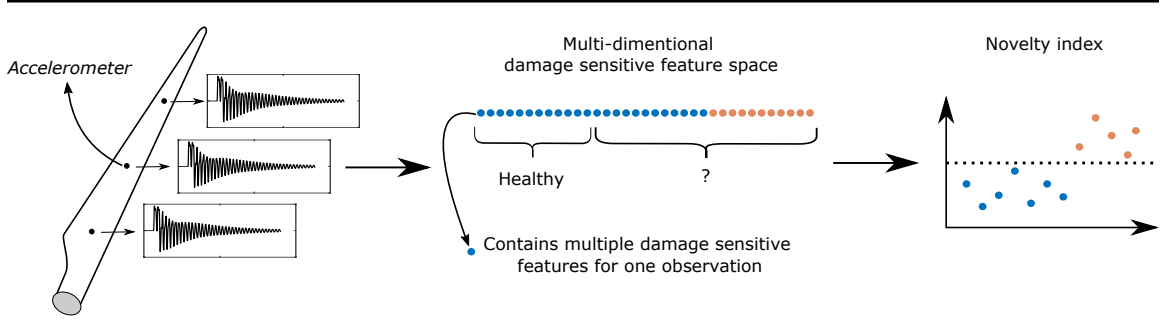 Accelerometer
Multi-dimentional
damage sensitive feature space
Healthy
?
Contains multiple damage sensitive
features for one observation
Novelty index